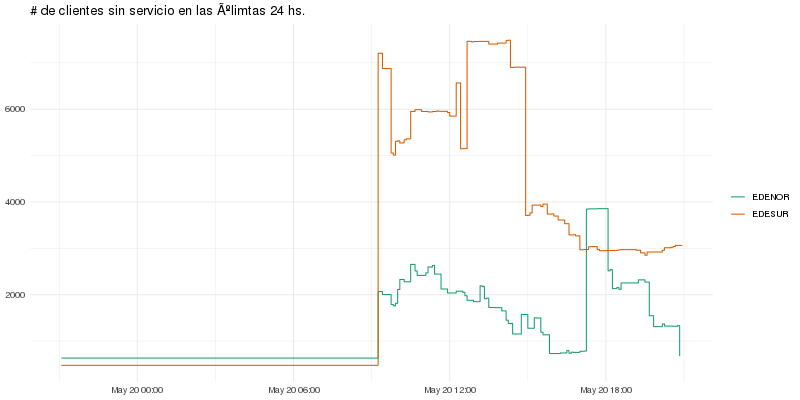 # de clientes sin servicio en las Ãºlimtas 24 hs.
6000
4000
2000
May 20 00:00
May 20 06:00
May 20 12:00
May 20 18:00
EDENOR
EDESUR